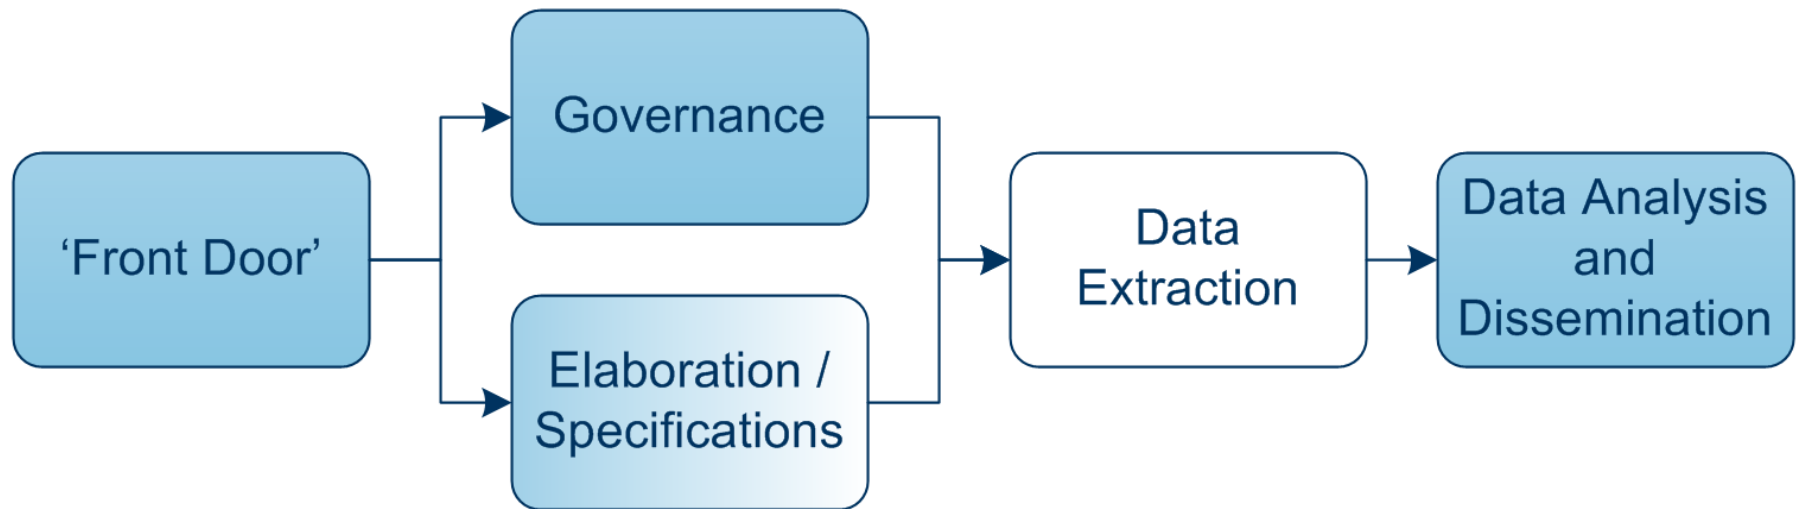 ‘Front Door’
Governance
Elaboration /
Specifications
Data
Extraction
Data Analysis
and
Dissemination